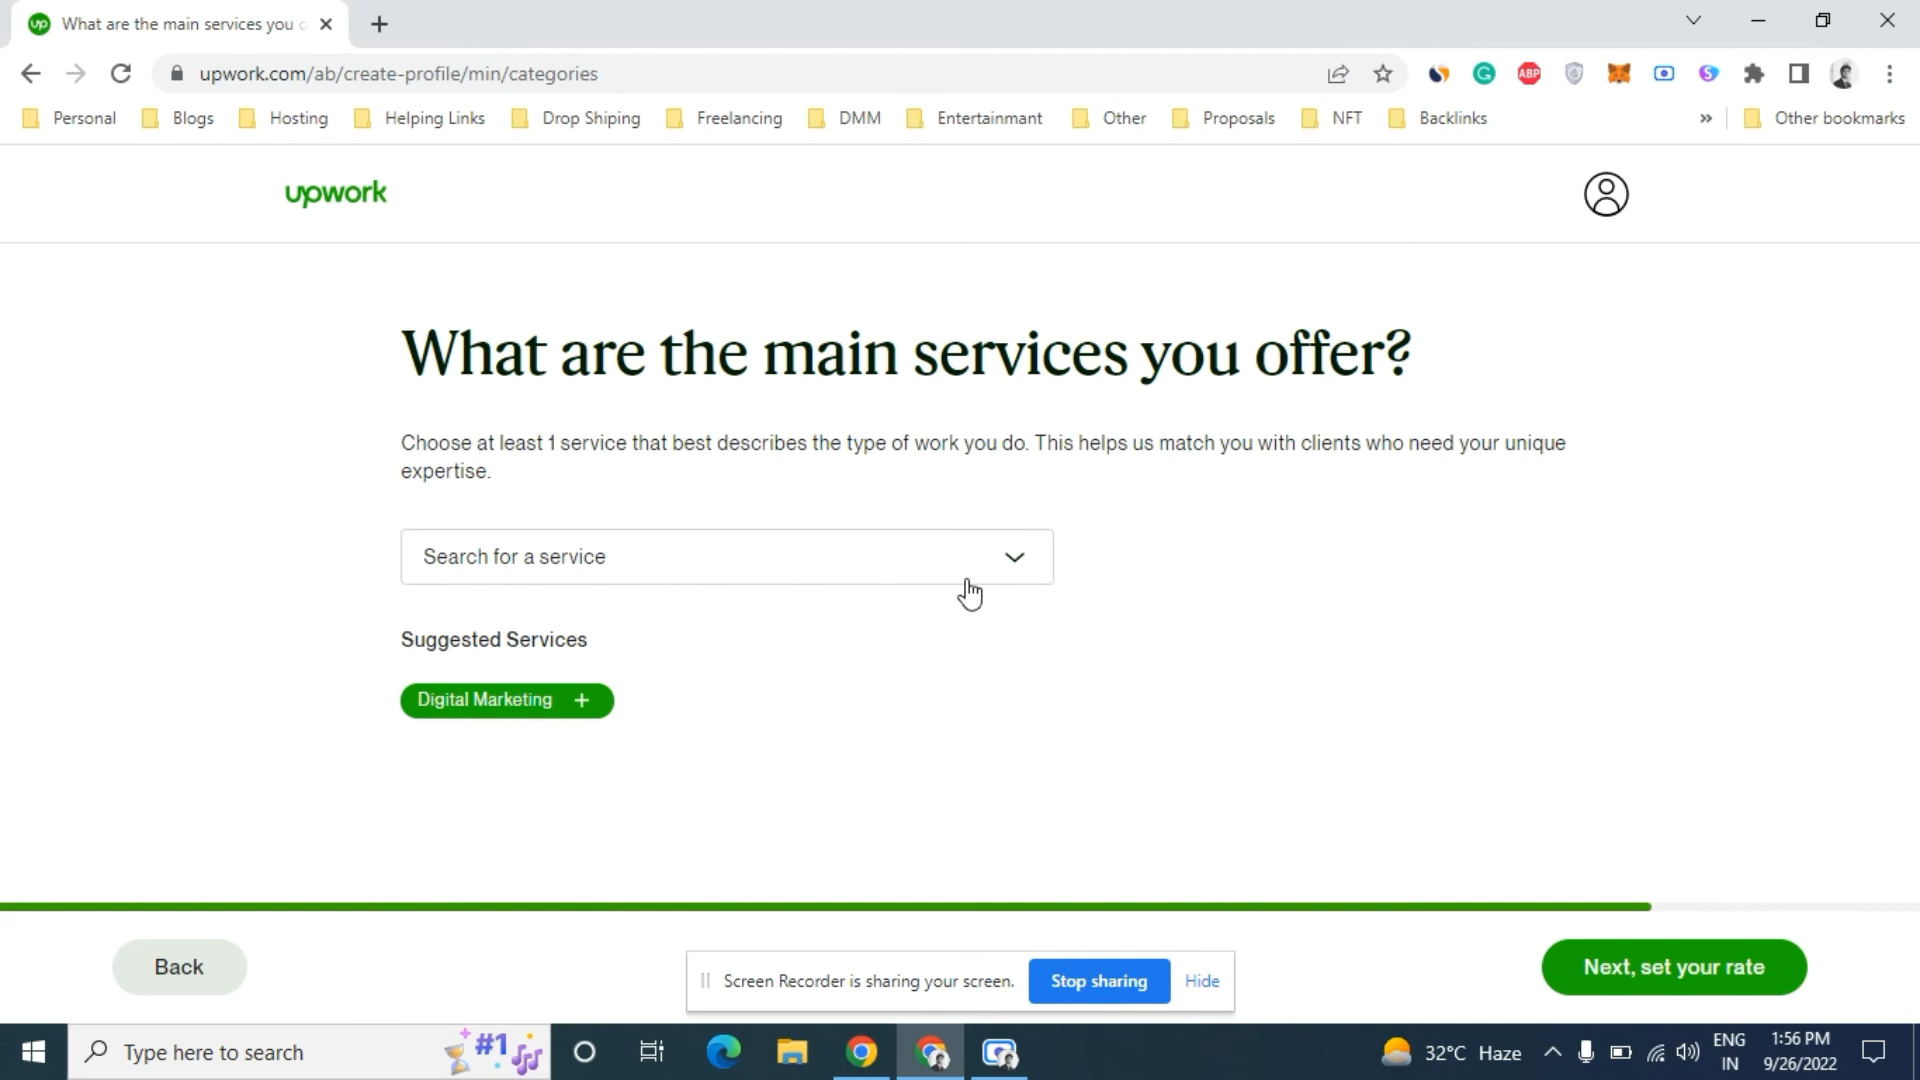 What are the main services you o
upwork.com/ab/create-profile/min/categories
ABP
Personal Blogs Hosting Helping Links Drop Shiping Freelancing DMM Entertainment Other Proposals NFT Backlinks » Other bookmarks
upwork
What are the main services you offer?
Choose at least 1 service that best describes the type of work you do. This helps us match you with clients who need your unique
expertise.
Search for a service
Suggested Services
Digital Marketing +
Back
Screen Recorder is sharing your screen. Stop sharing Hide
Next, set your rate
Type here to search
#1
32°C Haze
ENG
IN
1:56 PM
9/26/2022